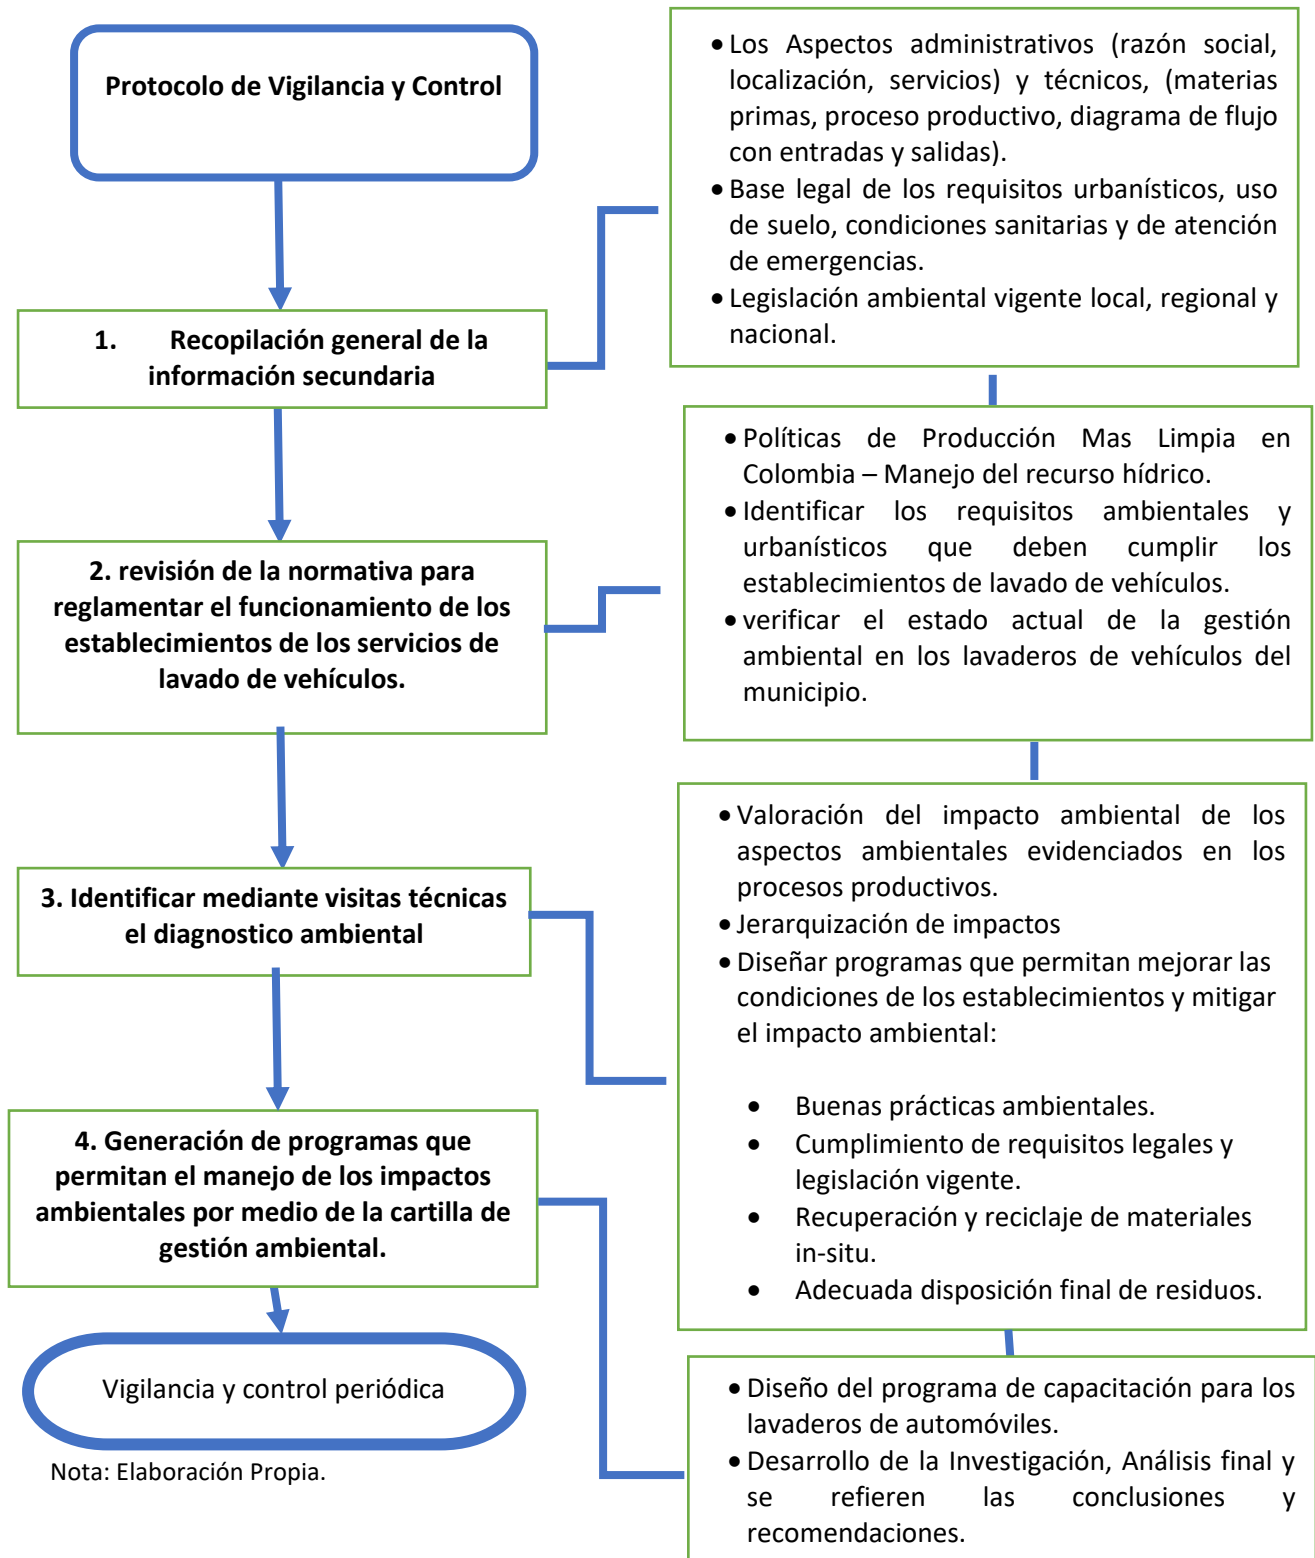 Protocolo de Vigilancia y Control
1. Recopilación general de la
información secundaria
2. revisión de la normativa para
reglamentar el funcionamiento de los
establecimientos de los servicios de
lavado de vehículos.
3. Identificar mediante visitas técnicas
el diagnostico ambiental
4. Generación de programas que
permitan el manejo de los impactos
ambientales por medio de la cartilla de
gestión ambiental.
Vigilancia y control periódica
Nota: Elaboración Propia.
• Los Aspectos administrativos (razón social,
localización, servicios) y técnicos, (materias
primas, proceso productivo, diagrama de flujo
con entradas y salidas).
• Base legal de los requisitos urbanísticos, uso
de suelo, condiciones sanitarias y de atención
de emergencias.
• Legislación ambiental vigente local, regional y
nacional.
• Políticas de Producción Mas Limpia en
Colombia – Manejo del recurso hídrico.
• Identificar los requisitos ambientales y
urbanísticos que deben cumplir los
establecimientos de lavado de vehículos.
• verificar el estado actual de la gestión
ambiental en los lavaderos de vehículos del
municipio.
• Valoración del impacto ambiental de los
aspectos ambientales evidenciados en los
procesos productivos.
• Jerarquización de impactos
• Diseñar programas que permitan mejorar las
condiciones de los establecimientos y mitigar
el impacto ambiental:
• Buenas prácticas ambientales.
• Cumplimiento de requisitos legales y
legislación vigente.
• Recuperación y reciclaje de materiales
in-situ.
• Adecuada disposición final de residuos.
• Diseño del programa de capacitación para los
lavaderos de automóviles.
• Desarrollo de la Investigación, Análisis final y
se refieren las conclusiones y
recomendaciones.